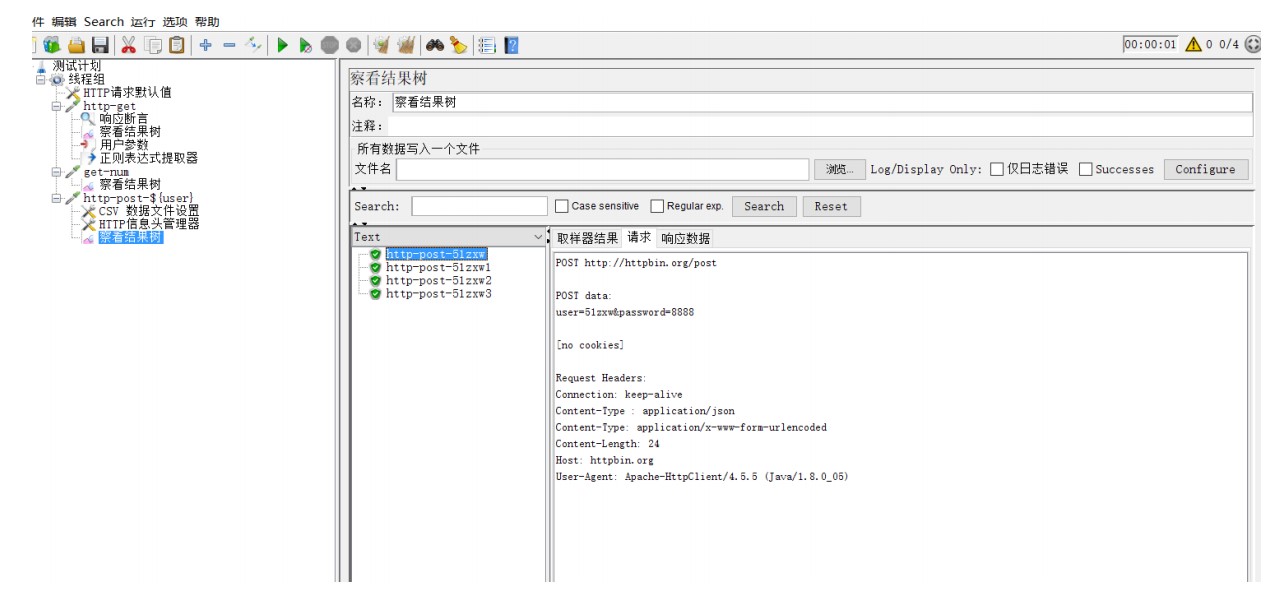 件 编辑 Search 运行 选项 帮助
00:00:01 0 0/4
测试计划
线程组
HTTP请求默认值
http-get
响应断言
察看结果树
用户参数
正则表达式提取器
get-num
察看结果树
http-post-${user}
CSV 数据文件设置
HTTP信息头管理器
察看结果树
察看结果树
名称： 察看结果树
注释：
所有数据写入一个文件
文件名 浏览... Log/Display Only: 仅日志错误 Successes Configure
Search: Case sensitive Regular exp. Search Reset
Text
http-post-51zxw
http-post-51zxw1
http-post-51zxw2
http-post-51zxw3
取样器结果 请求 响应数据
POST http://httpbin.org/post
POST data:
user=51zxw&password=8888
[no cookies]
Request Headers:
Connection: keep-alive
Content-Type : application/json
Content-Type: application/x-www-form-urlencoded
Content-Length: 24
Host: httpbin.org
User-Agent: Apache-HttpClient/4.5.5 (Java/1.8.0_05)